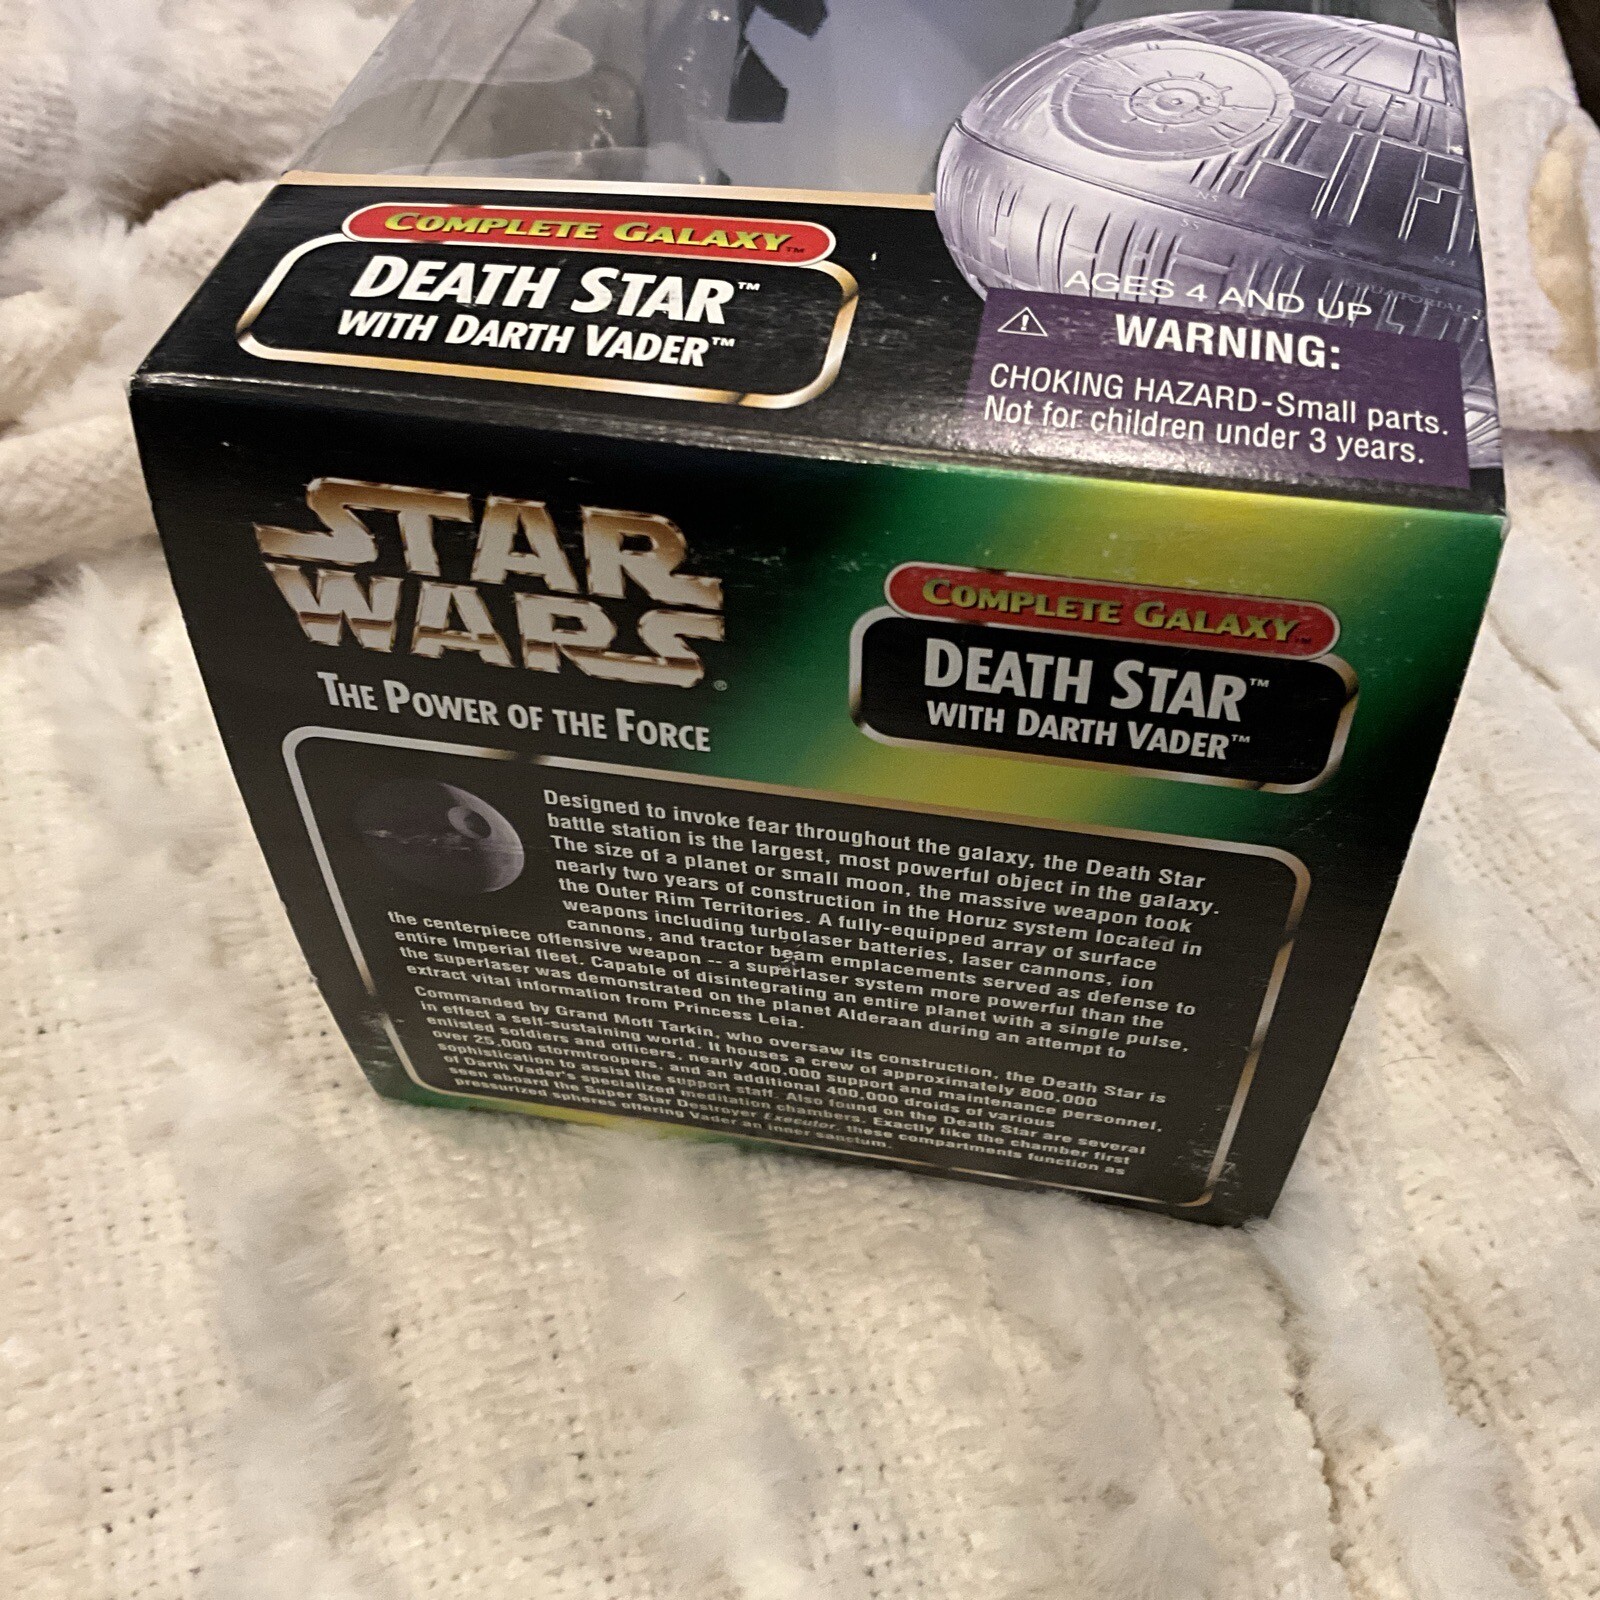 COMPLETE GALAXY™
DEATH STAR™
WITH DARTH VADER™
AGES 4 AND UP
⚠ WARNING:
CHOKING HAZARD-Small parts.
Not for children under 3 years.
STAR
WARS®
THE POWER OF THE FORCE
COMPLETE GALAXY™
DEATH STAR™
WITH DARTH VADER™
Designed to invoke fear throughout the galaxy, the Death Star
battle station is the largest, most powerful object in the galaxy.
The size of a planet or small moon, the massive weapon took
nearly two years of construction in the Horuz system located in
the Outer Rim Territories. A fully-equipped array of surface
weapons including turbolaser batteries, laser cannons, ion
cannons, and tractor beam emplacements served as defense to
the centerpiece offensive weapon -- a superlaser system more powerful than the
entire Imperial fleet. Capable of disintegrating an entire planet with a single pulse,
the superlaser was demonstrated on the planet Alderaan during an attempt to
extract vital information from Princess Leia.
Commanded by Grand Moff Tarkin, who oversaw its construction, the Death Star is
in effect a self-sustaining world. It houses a crew of approximately 800,000
enlisted soldiers and officers, nearly 400,000 support and maintenance personnel,
over 25,000 stormtroopers, and an additional 400,000 droids of various
sophistication to assist the support staff. Also found on the Death Star are several
of Darth Vader's specialized meditation chambers. Exactly like the chamber first
seen aboard the Super Star Destroyer Executor, these compartments function as
pressurized spheres offering Vader an inner sanctum.